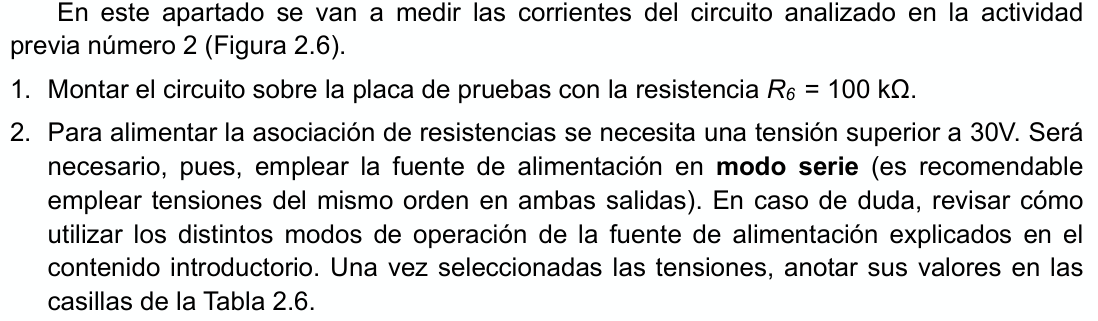 En este apartado se van a medir las corrientes del circuito analizado en la actividad
previa número 2 (Figura 2.6).
1. Montar el circuito sobre la placa de pruebas con la resistencia R6 = 100 kΩ.
2. Para alimentar la asociación de resistencias se necesita una tensión superior a 30V. Será
necesario, pues, emplear la fuente de alimentación en modo serie (es recomendable
emplear tensiones del mismo orden en ambas salidas). En caso de duda, revisar cómo
utilizar los distintos modos de operación de la fuente de alimentación explicados en el
contenido introductorio. Una vez seleccionadas las tensiones, anotar sus valores en las
casillas de la Tabla 2.6.